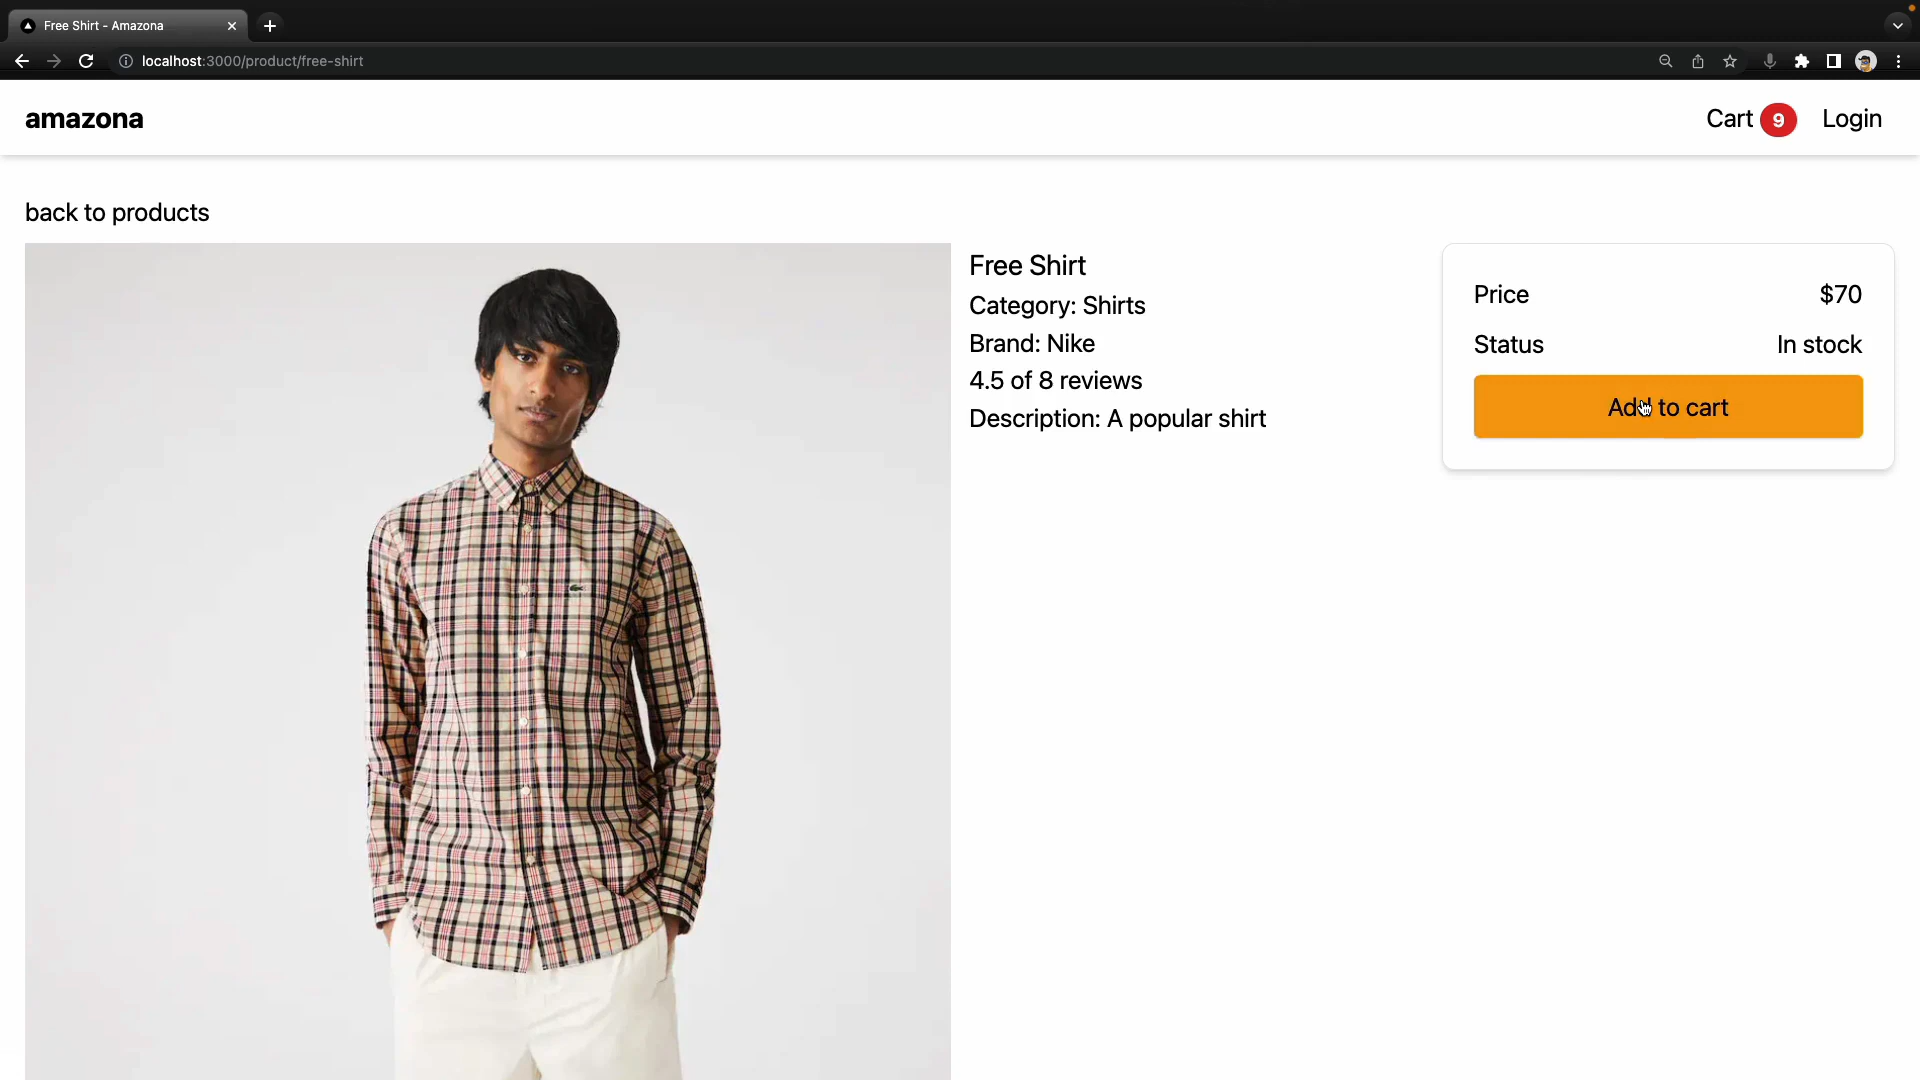 Free Shirt - Amazona
localhost:3000/product/free-shirt
amazona
Cart 9 Login
back to products
Free Shirt
Category: Shirts
Brand: Nike
4.5 of 8 reviews
Description: A popular shirt
Price $70
Status In stock
Add to cart